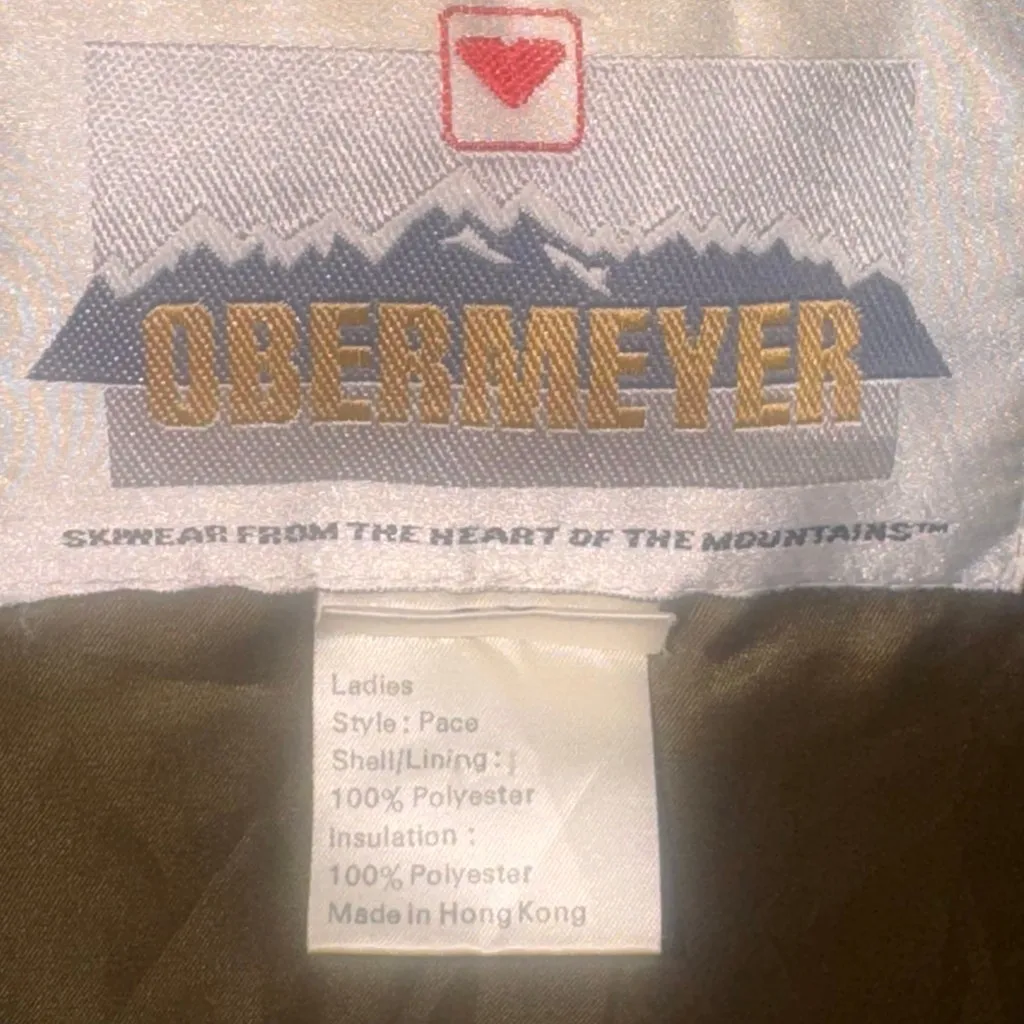 OBERMEYER
SKIWEAR FROM THE HEART OF THE MOUNTAINS™
Ladies
Style : Pace
Shell/Lining :
100% Polyester
Insulation :
100% Polyester
Made in Hong Kong